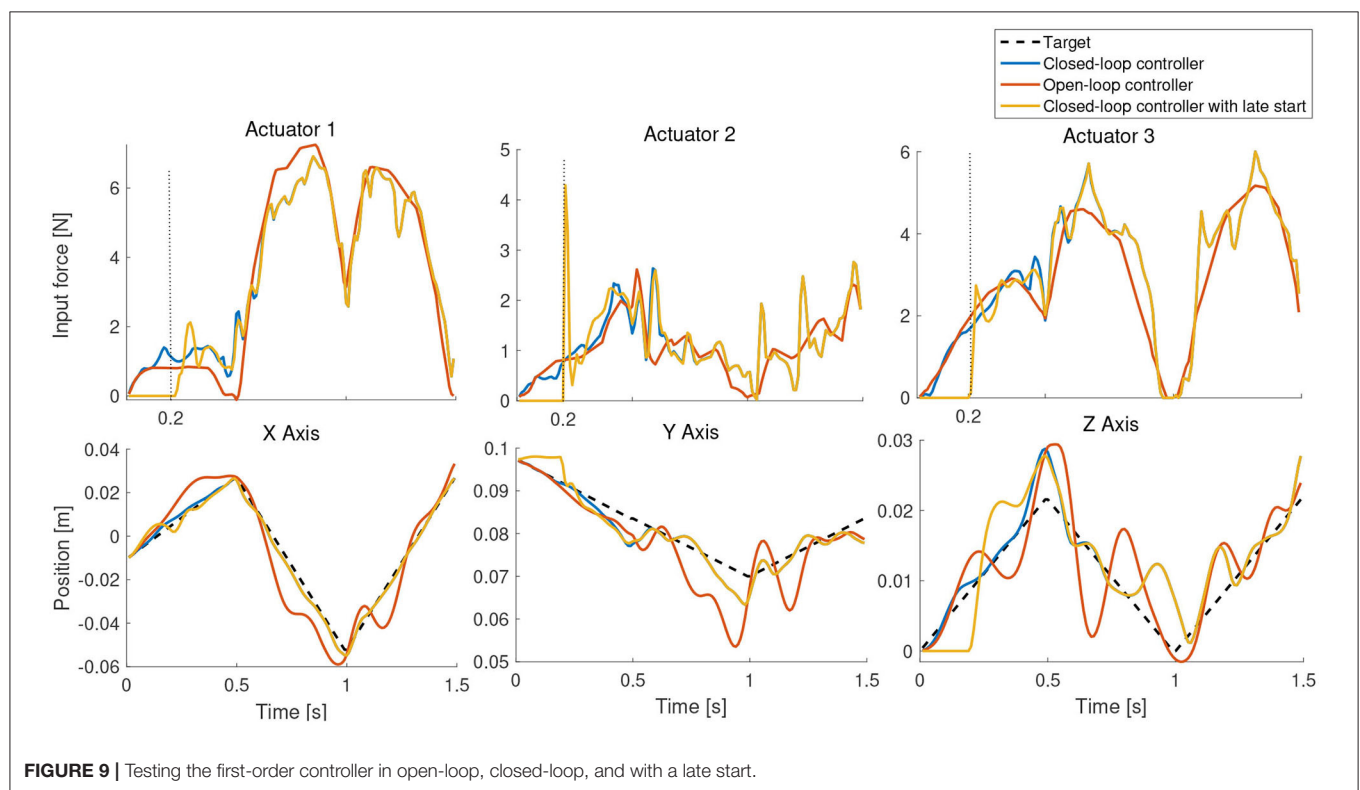 Target
Closed-loop controller
Open-loop controller
Closed-loop controller with late start
Actuator 1
Actuator 2
Actuator 3
Input force [N]
6
4
2
0
0.2
5
4
3
2
1
0
0.2
6
4
2
0
0.2
X Axis
Y Axis
Z Axis
Position [m]
0.04
0.02
0
-0.02
-0.04
-0.06
0
0.5
1
1.5
Time [s]
0.1
0.09
0.08
0.07
0.06
0.05
0
0.5
1
1.5
Time [s]
0.03
0.02
0.01
0
0
0.5
1
1.5
Time [s]
FIGURE 9 | Testing the first-order controller in open-loop, closed-loop, and with a late start.